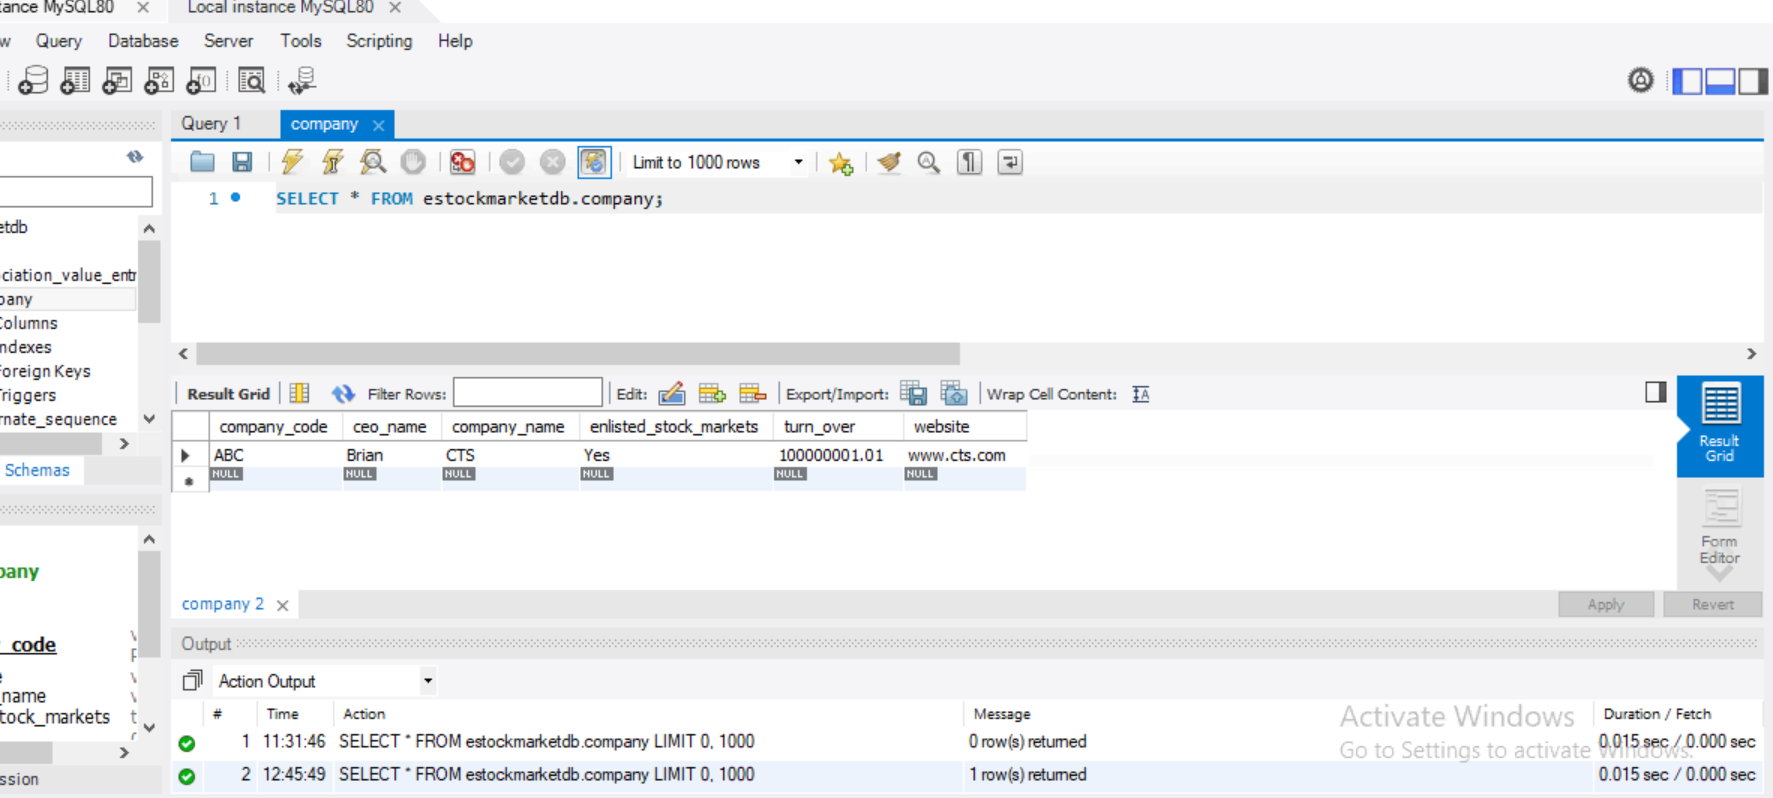 tance MySQL80 × Local instance MySQL80 ×
w Query Database Server Tools Scripting Help
Query 1 company ×
Limit to 1000 rows
1 SELECT * FROM estockmarketdb.company;
etdb
ciation_value_entr
pany
Columns
ndexes
Foreign Keys
Triggers
rnate_sequence
Schemas
Result Grid Filter Rows: Edit: Export/Import: Wrap Cell Content:
company_code ceo_name company_name enlisted_stock_markets turn_over website
ABC Brian CTS Yes 100000001.01 www.cts.com
NULL NULL NULL NULL NULL NULL
Result
Grid
Form
Editor
company 2 ×
Apply Revert
pany
_code
e
_name
tock_markets
ssion
Output
Action Output
# Time Action Message Duration / Fetch
1 11:31:46 SELECT * FROM estockmarketdb.company LIMIT 0, 1000 0 row(s) returned 0.015 sec / 0.000 sec
2 12:45:49 SELECT * FROM estockmarketdb.company LIMIT 0, 1000 1 row(s) returned 0.015 sec / 0.000 sec
Activate Windows
Go to Settings to activate Windows.